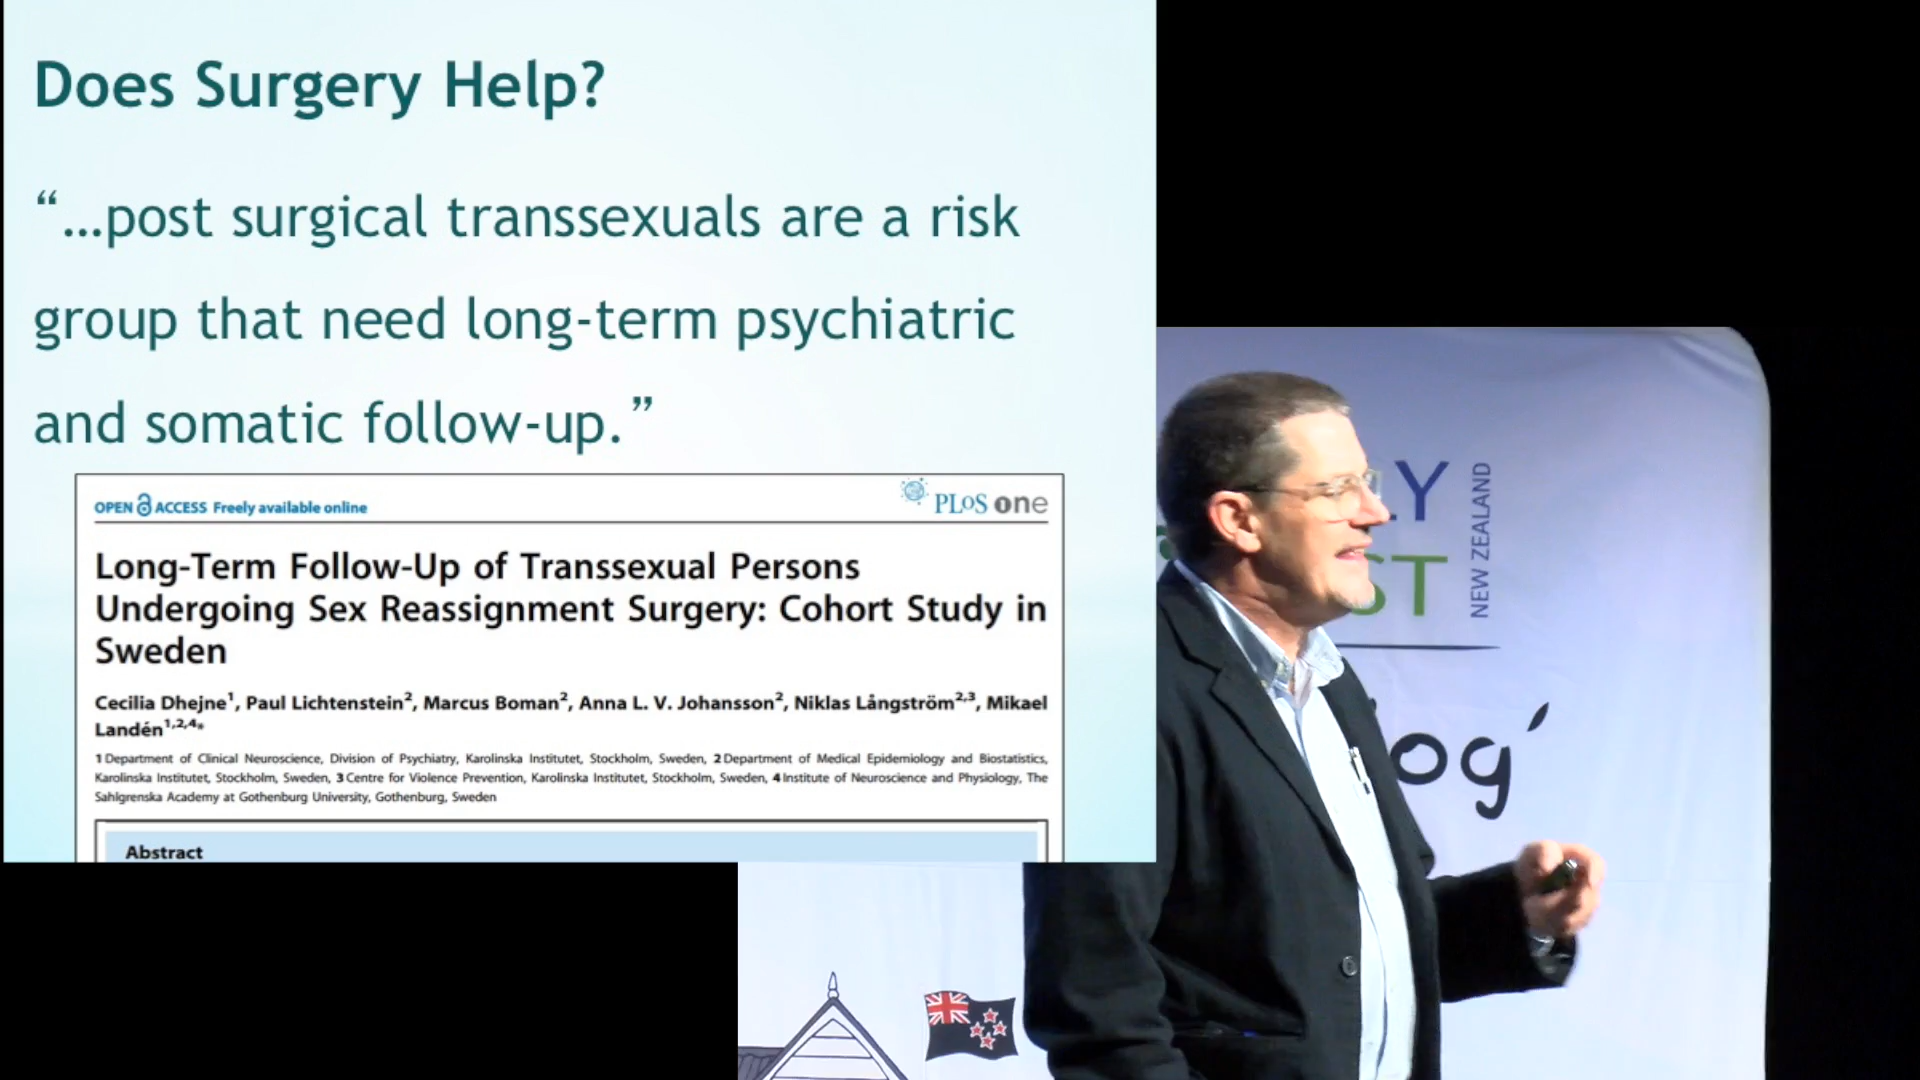 Does Surgery Help?
“…post surgical transsexuals are a risk
group that need long-term psychiatric
and somatic follow-up.”
OPEN ACCESS Freely available online
PLoS one
Long-Term Follow-Up of Transsexual Persons
Undergoing Sex Reassignment Surgery: Cohort Study in
Sweden
Cecilia Dhejne1, Paul Lichtenstein2, Marcus Boman2, Anna L. V. Johansson2, Niklas Långström2,3, Mikael
Landén1,2,4*
1 Department of Clinical Neuroscience, Division of Psychiatry, Karolinska Institutet, Stockholm, Sweden, 2 Department of Medical Epidemiology and Biostatistics,
Karolinska Institutet, Stockholm, Sweden, 3 Centre for Violence Prevention, Karolinska Institutet, Stockholm, Sweden, 4 Institute of Neuroscience and Physiology, The
Sahlgrenska Academy at Gothenburg University, Gothenburg, Sweden
Abstract
LY
ST
NEW ZEALAND
og